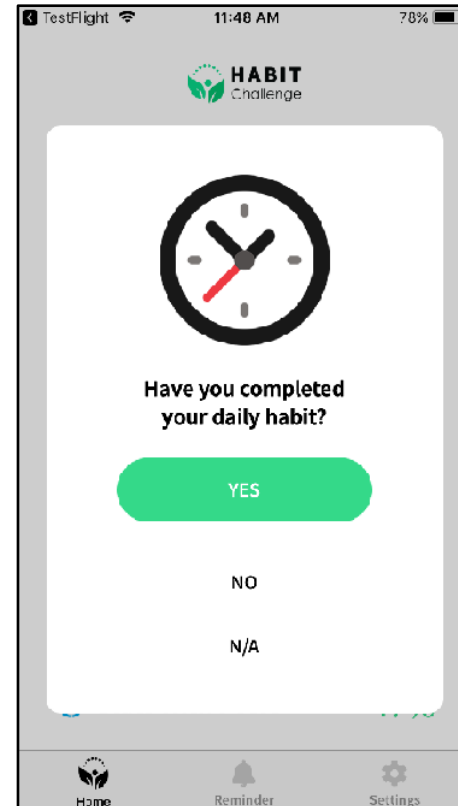 TestFlight 11:48 AM 78%
HABIT
Challenge
Have you completed
your daily habit?
YES
NO
N/A
Home Reminder Settings